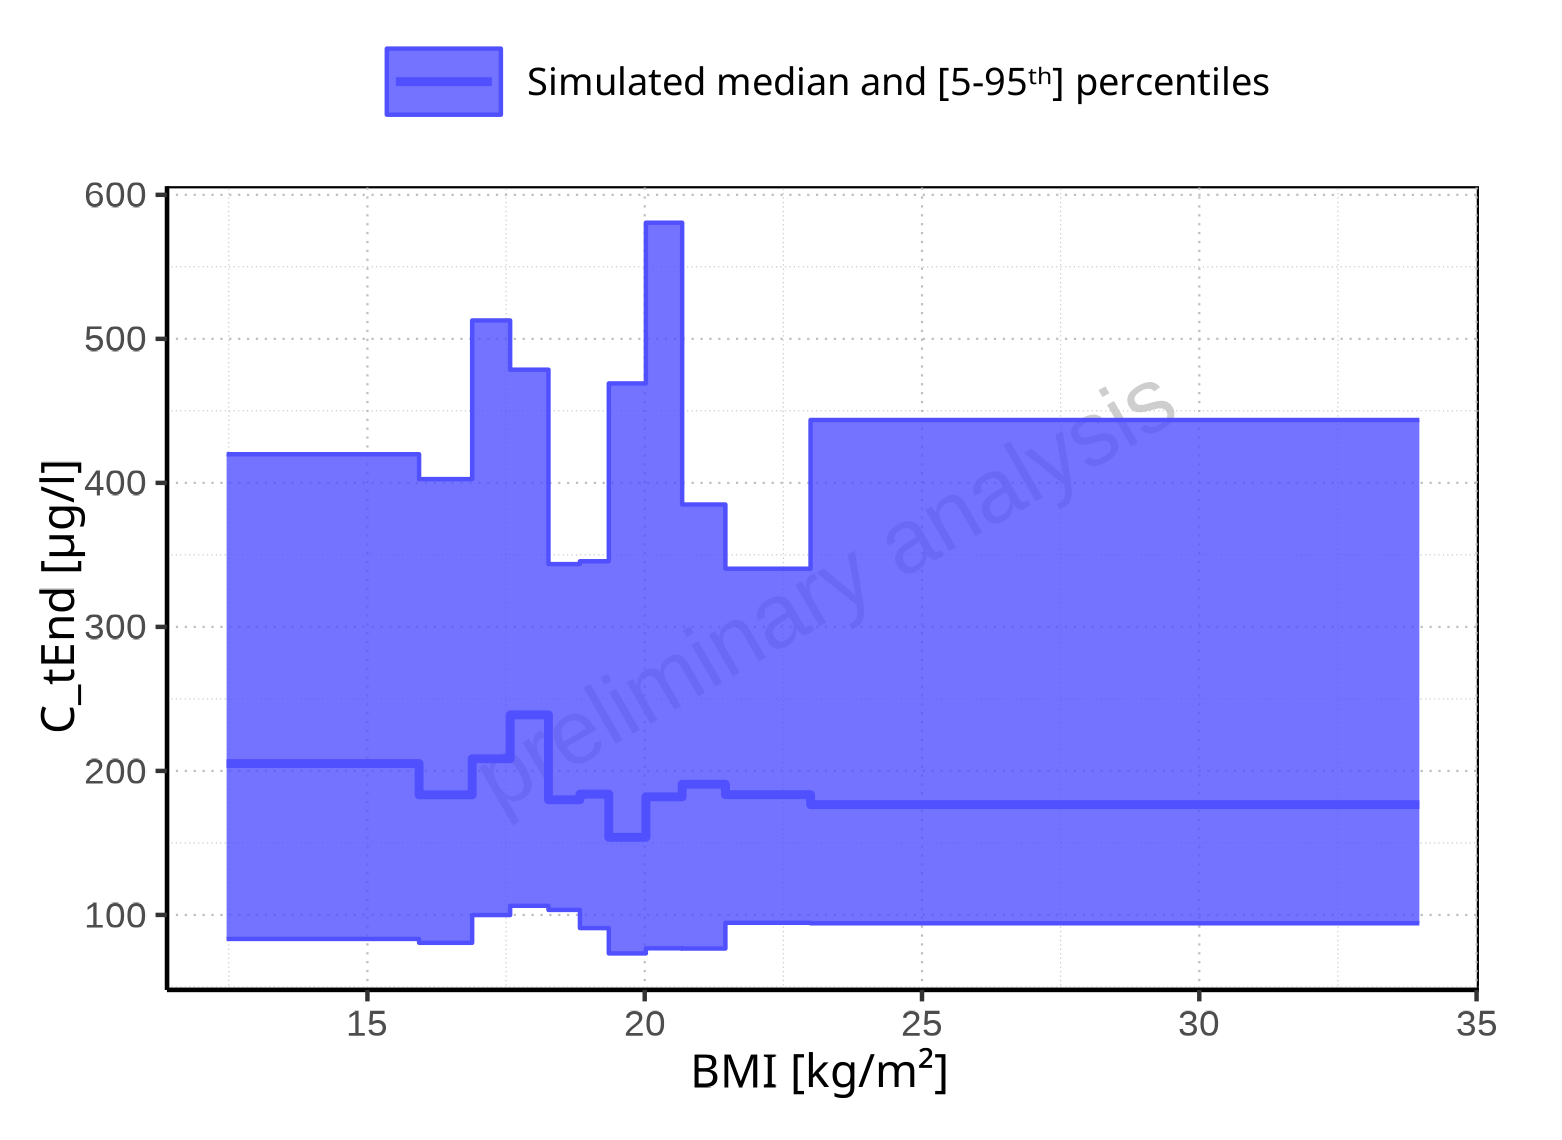 Simulated median and [5-95ᵗʰ] percentiles
600
500
400
300
200
100
C_tEnd [µg/l]
preliminary analysis
15 20 25 30 35
BMI [kg/m²]